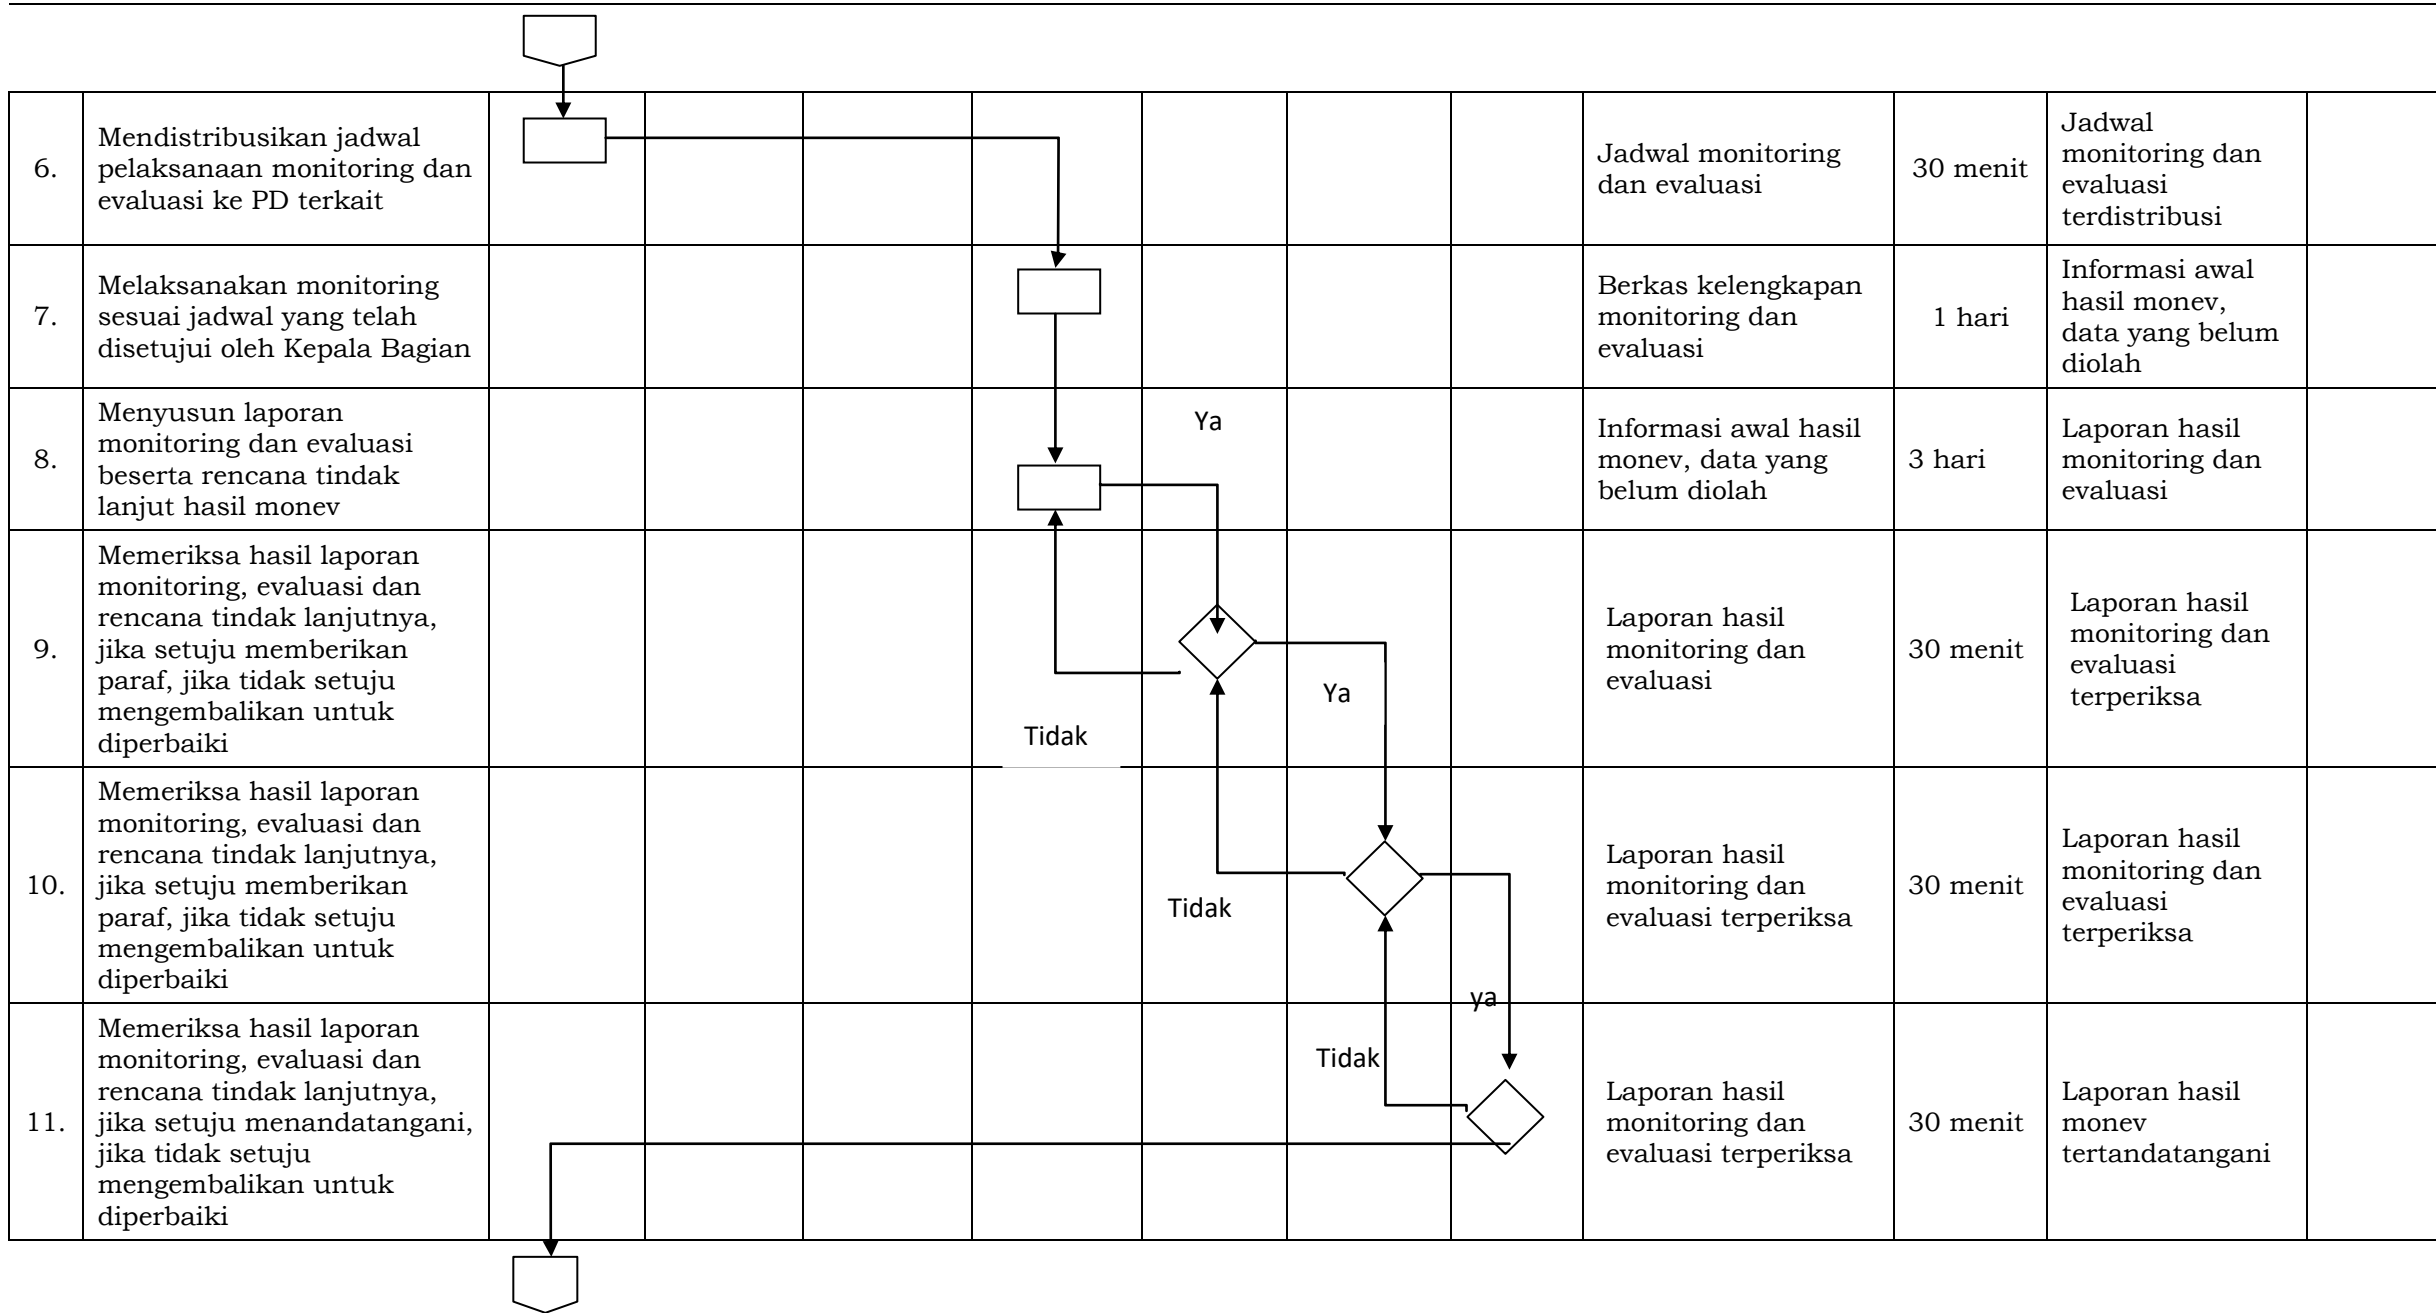 6.
Mendistribusikan jadwal
pelaksanaan monitoring dan
evaluasi ke PD terkait
Jadwal monitoring
dan evaluasi
30 menit
Jadwal
monitoring dan
evaluasi
terdistribusi
7.
Melaksanakan monitoring
sesuai jadwal yang telah
disetujui oleh Kepala Bagian
Berkas kelengkapan
monitoring dan
evaluasi
1 hari
Informasi awal
hasil monev,
data yang belum
diolah
8.
Menyusun laporan
monitoring dan evaluasi
beserta rencana tindak
lanjut hasil monev
Ya
Informasi awal hasil
monev, data yang
belum diolah
3 hari
Laporan hasil
monitoring dan
evaluasi
9.
Memeriksa hasil laporan
monitoring, evaluasi dan
rencana tindak lanjutnya,
jika setuju memberikan
paraf, jika tidak setuju
mengembalikan untuk
diperbaiki
Tidak
Ya
Laporan hasil
monitoring dan
evaluasi
30 menit
Laporan hasil
monitoring dan
evaluasi
terperiksa
10.
Memeriksa hasil laporan
monitoring, evaluasi dan
rencana tindak lanjutnya,
jika setuju memberikan
paraf, jika tidak setuju
mengembalikan untuk
diperbaiki
Tidak
ya
Laporan hasil
monitoring dan
evaluasi terperiksa
30 menit
Laporan hasil
monitoring dan
evaluasi
terperiksa
11.
Memeriksa hasil laporan
monitoring, evaluasi dan
rencana tindak lanjutnya,
jika setuju menandatangani,
jika tidak setuju
mengembalikan untuk
diperbaiki
Tidak
Laporan hasil
monitoring dan
evaluasi terperiksa
30 menit
Laporan hasil
monev
tertandatangani